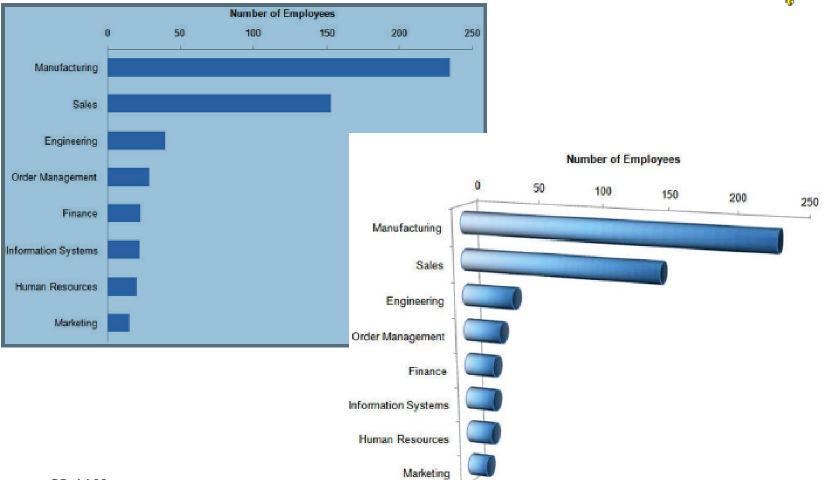 Number of Employees
0 50 100 150 200 250
Manufacturing
Sales
Engineering
Order Management
Finance
Information Systems
Human Resources
Marketing
Number of Employees
0 50 100 150 200 250
Manufacturing
Sales
Engineering
Order Management
Finance
Information Systems
Human Resources
Marketing